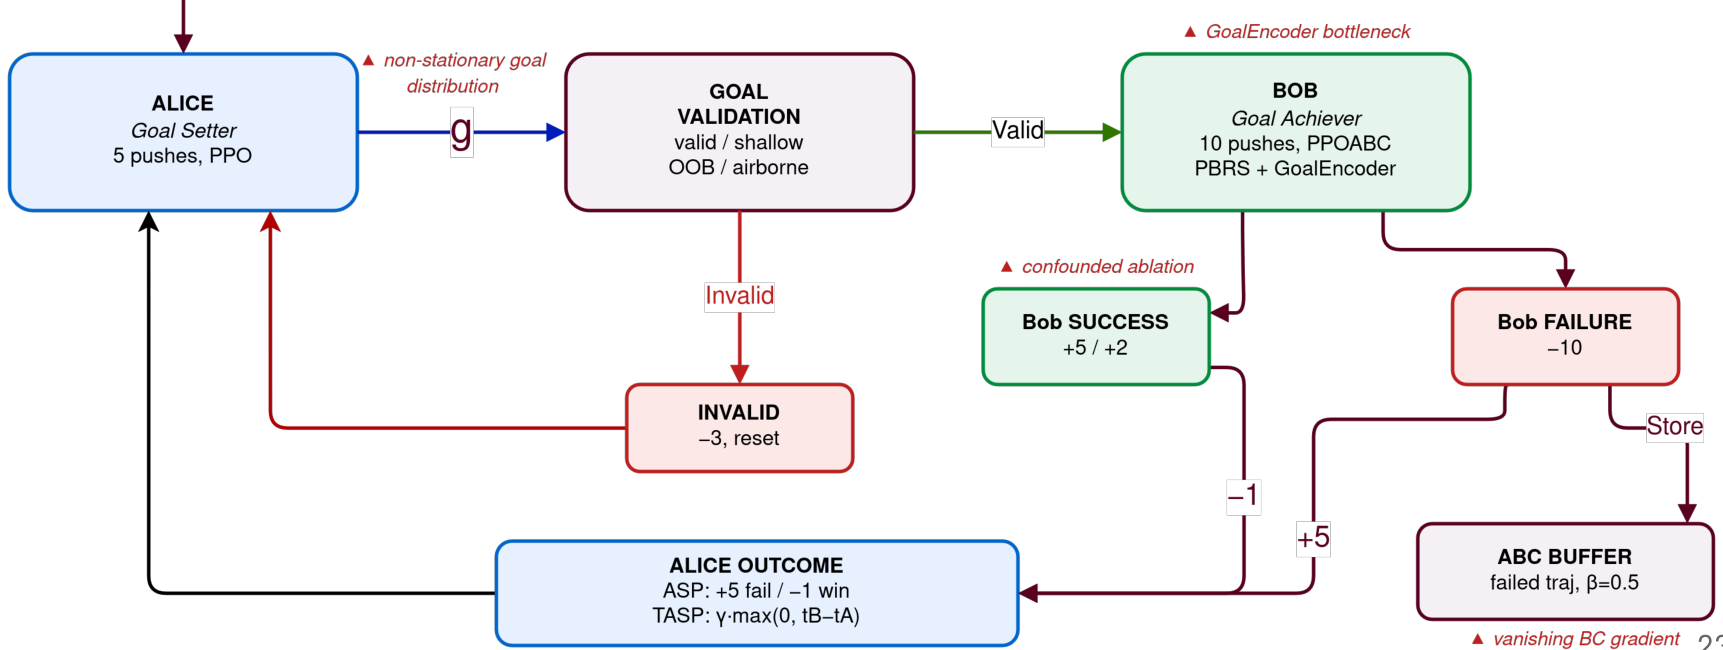 ▲ GoalEncoder bottleneck
▲ non-stationary goal
distribution
ALICE
Goal Setter
5 pushes, PPO
g
GOAL
VALIDATION
valid / shallow
OOB / airborne
Valid
BOB
Goal Achiever
10 pushes, PPOABC
PBRS + GoalEncoder
▲ confounded ablation
Invalid
Bob SUCCESS
+5 / +2
Bob FAILURE
−10
INVALID
−3, reset
Store
−1
+5
ALICE OUTCOME
ASP: +5 fail / −1 win
TASP: γ·max(0, tB−tA)
ABC BUFFER
failed traj, β=0.5
▲ vanishing BC gradient